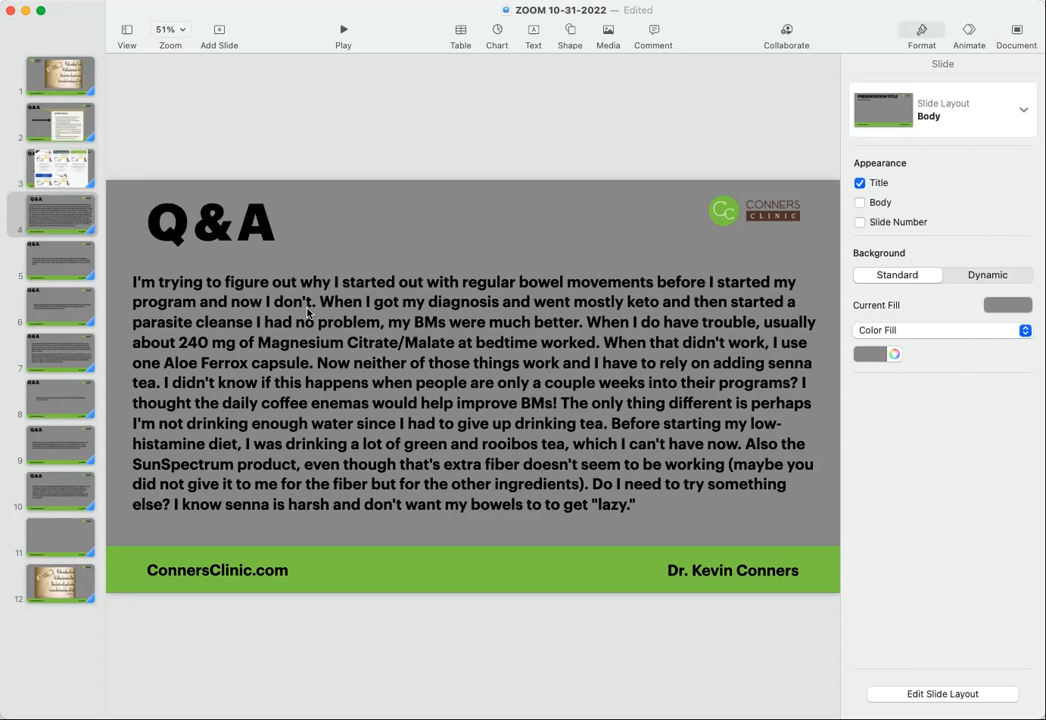 ZOOM 10-31-2022 — Edited
51%
View
Zoom
Add Slide
Play
Table
Chart
Text
Shape
Media
Comment
Collaborate
Format
Animate
Document
1
2
3
4
5
6
7
8
9
10
11
12
Q&A
CONNERS
CLINIC
I'm trying to figure out why I started out with regular bowel movements before I started my
program and now I don't. When I got my diagnosis and went mostly keto and then started a
parasite cleanse I had no problem, my BMs were much better. When I do have trouble, usually
about 240 mg of Magnesium Citrate/Malate at bedtime worked. When that didn't work, I use
one Aloe Ferrox capsule. Now neither of those things work and I have to rely on adding senna
tea. I didn't know if this happens when people are only a couple weeks into their programs? I
thought the daily coffee enemas would help improve BMs! The only thing different is perhaps
I'm not drinking enough water since I had to give up drinking tea. Before starting my low-
histamine diet, I was drinking a lot of green and rooibos tea, which I can't have now. Also the
SunSpectrum product, even though that's extra fiber doesn't seem to be working (maybe you
did not give it to me for the fiber but for the other ingredients). Do I need to try something
else? I know senna is harsh and don't want my bowels to to get "lazy."
ConnersClinic.com
Dr. Kevin Conners
Slide
PRESENTATION TITLE
Slide Layout
Body
Appearance
Title
Body
Slide Number
Background
Standard
Dynamic
Current Fill
Color Fill
Edit Slide Layout